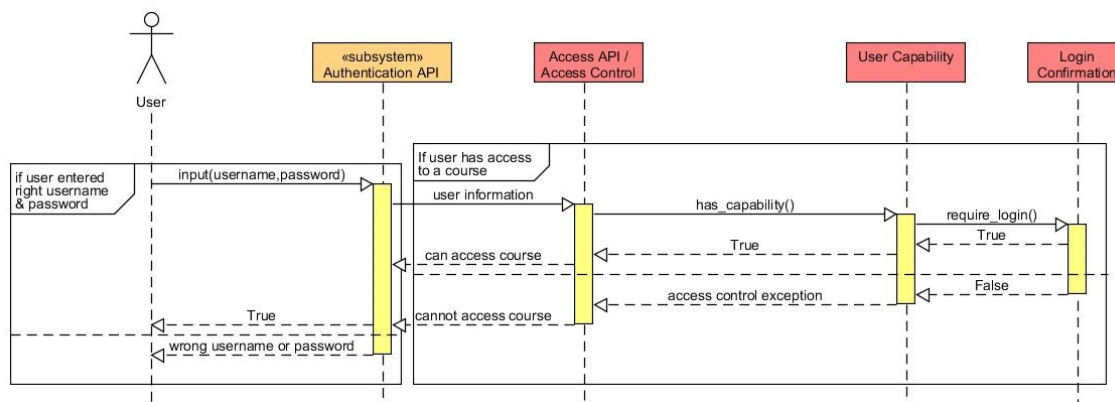 User
«subsystem»
Authentication API
Access API /
Access Control
User Capability
Login
Confirmation
if user entered
right username
& password
If user has access
to a course
input(username,password)
user information
has_capability()
require_login()
True
True
can access course
False
access control exception
cannot access course
True
wrong username or password